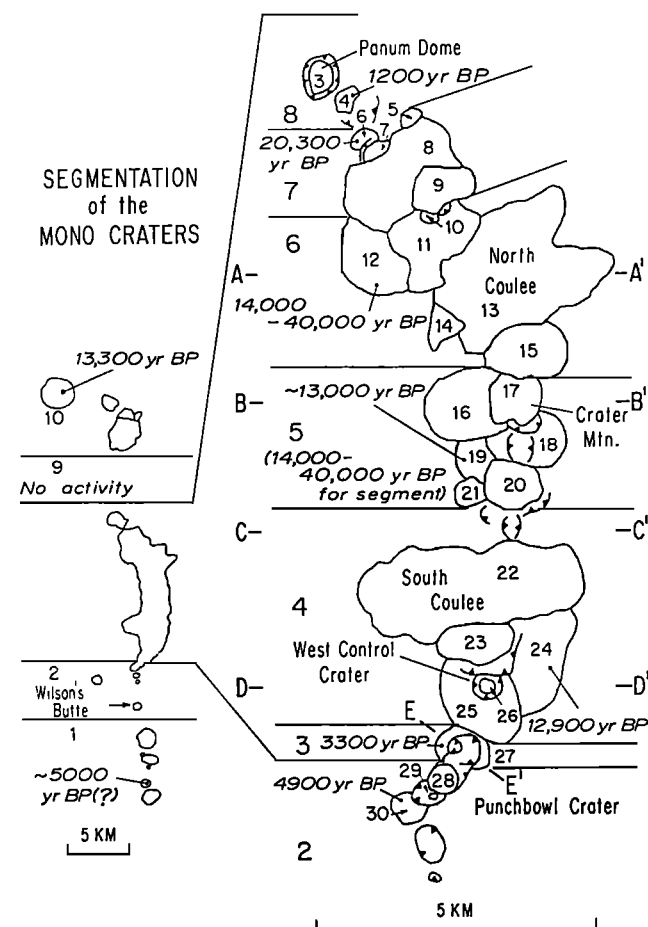 SEGMENTATION
of the
MONO CRATERS
13,300 yr BP
10
9
No activity
2
Wilson's
Butte
1
~5000
yr BP(?)
5 KM
Panum Dome
3
1200 yr BP
4
8
5
6
7
20,300
yr BP
8
7
9
10
6
11
12
North
Coulee
A–
–A'
13
14,000
–40,000 yr BP
14
15
~13,000 yr BP
17
B–
–B'
16
Crater
Mtn.
5
18
(14,000–
19
40,000 yr BP
20
for segment)
21
C–
–C'
South
Coulee
22
4
23
24
West Control
Crater
D–
–D'
25
26
12,900 yr BP
E
3
3300 yr BP
27
29
E'
4900 yr BP
28
Punchbowl Crater
30
2
5 KM